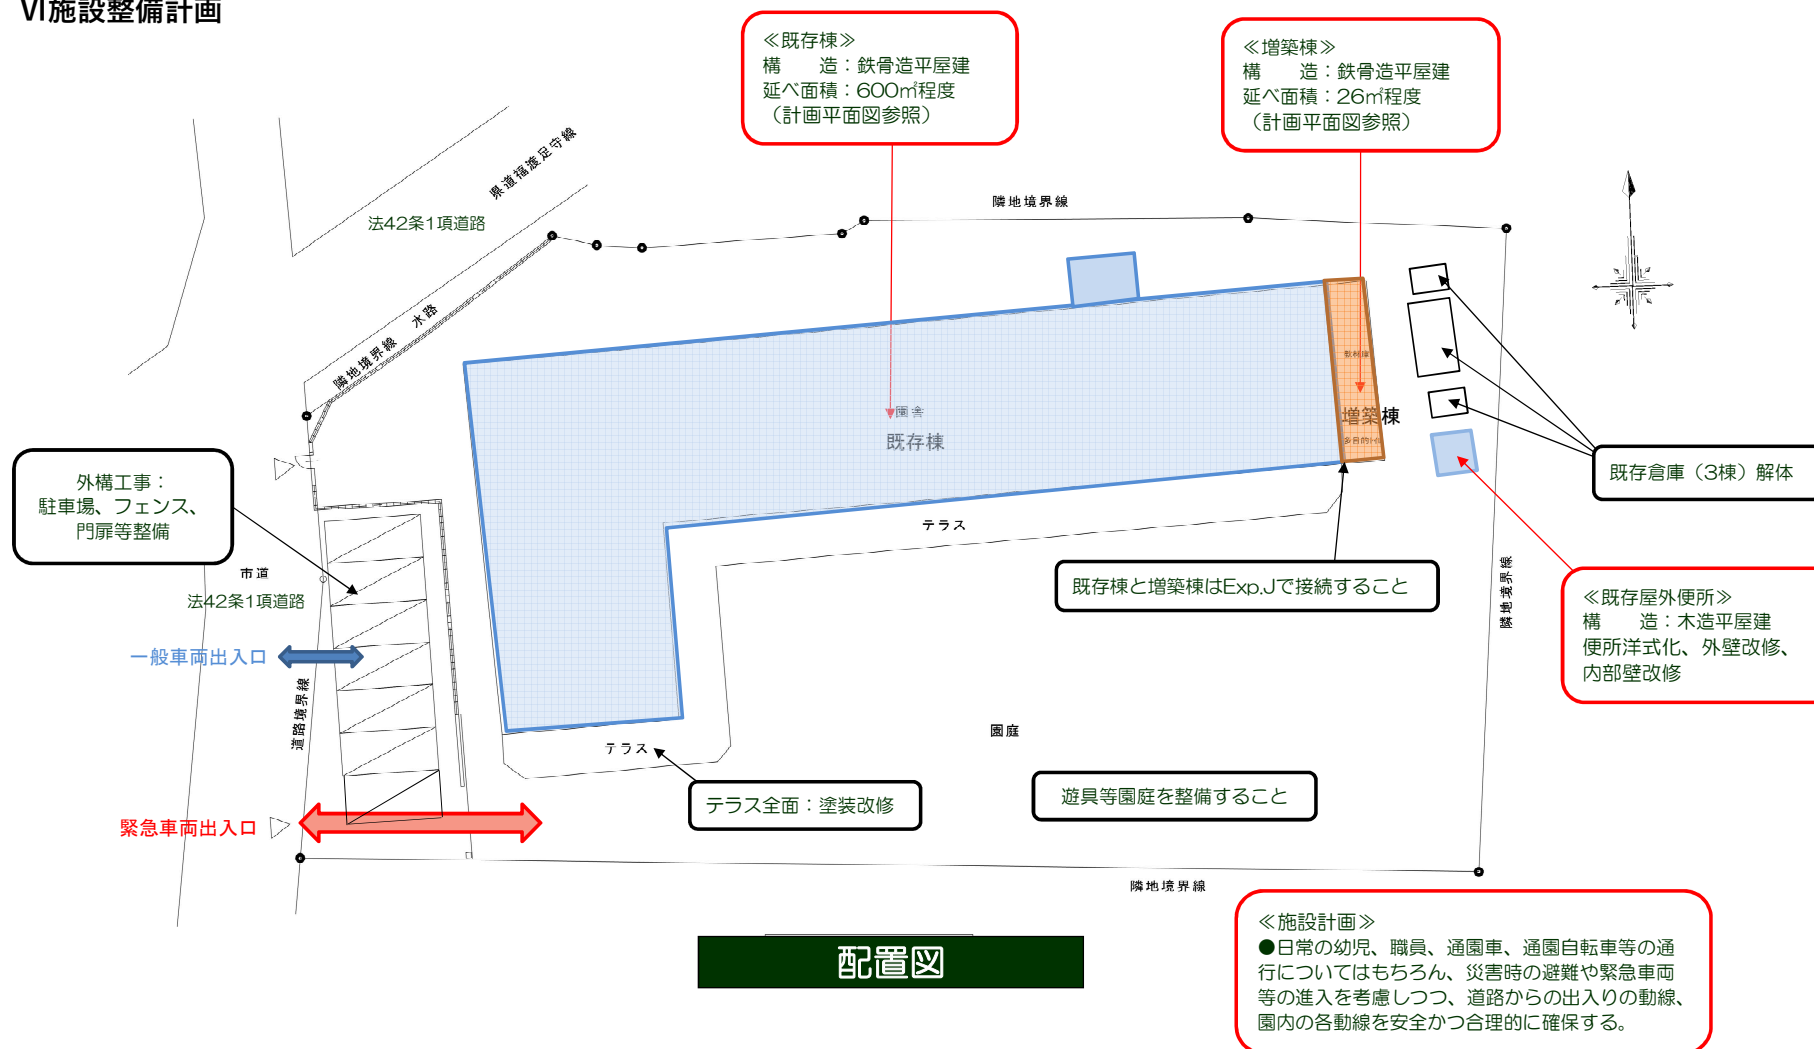 Ⅵ施設整備計画
≪既存棟≫
構　　造：鉄骨造平屋建
延べ面積：600㎡程度
（計画平面図参照）
≪増築棟≫
構　　造：鉄骨造平屋建
延べ面積：26㎡程度
（計画平面図参照）
県道福渡足守線
法42条1項道路
隣地境界線
水路
隣地境界線
園舎
既存棟
増築棟
既存倉庫（3棟）解体
外構工事：
駐車場、フェンス、
門扉等整備
テラス
既存棟と増築棟はExp.Jで接続すること
隣地境界線
市道
法42条1項道路
≪既存屋外便所≫
構　　造：木造平屋建
便所洋式化、外壁改修、
内部壁改修
一般車両出入口
道路境界線
園庭
テラス
テラス全面：塗装改修
遊具等園庭を整備すること
緊急車両出入口
隣地境界線
配置図
≪施設計画≫
●日常の幼児、職員、通園車、通園自転車等の通
行についてはもちろん、災害時の避難や緊急車両
等の進入を考慮しつつ、道路からの出入りの動線、
園内の各動線を安全かつ合理的に確保する。